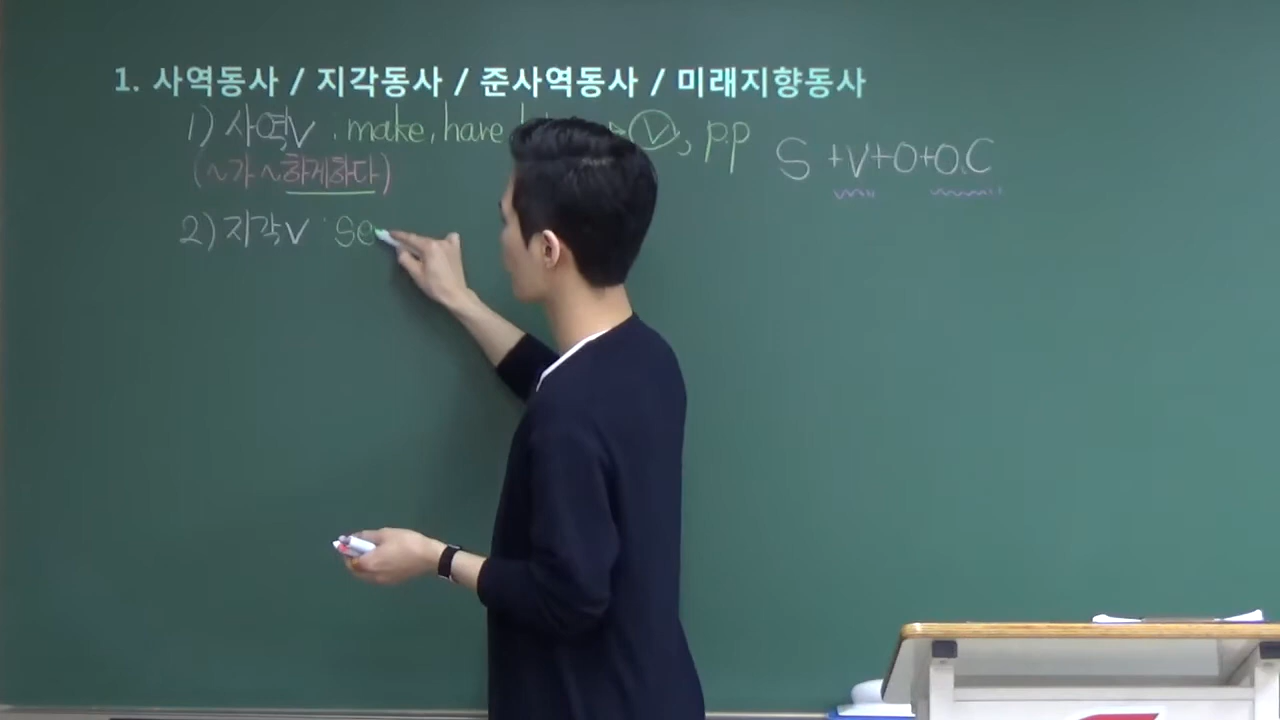 1. 사역동사 / 지각동사 / 준사역동사 / 미래지향동사
1) 사역V : make, have, V, p.p
(~가 ~하게하다)
S+V+O+O.C
2) 지각V : se